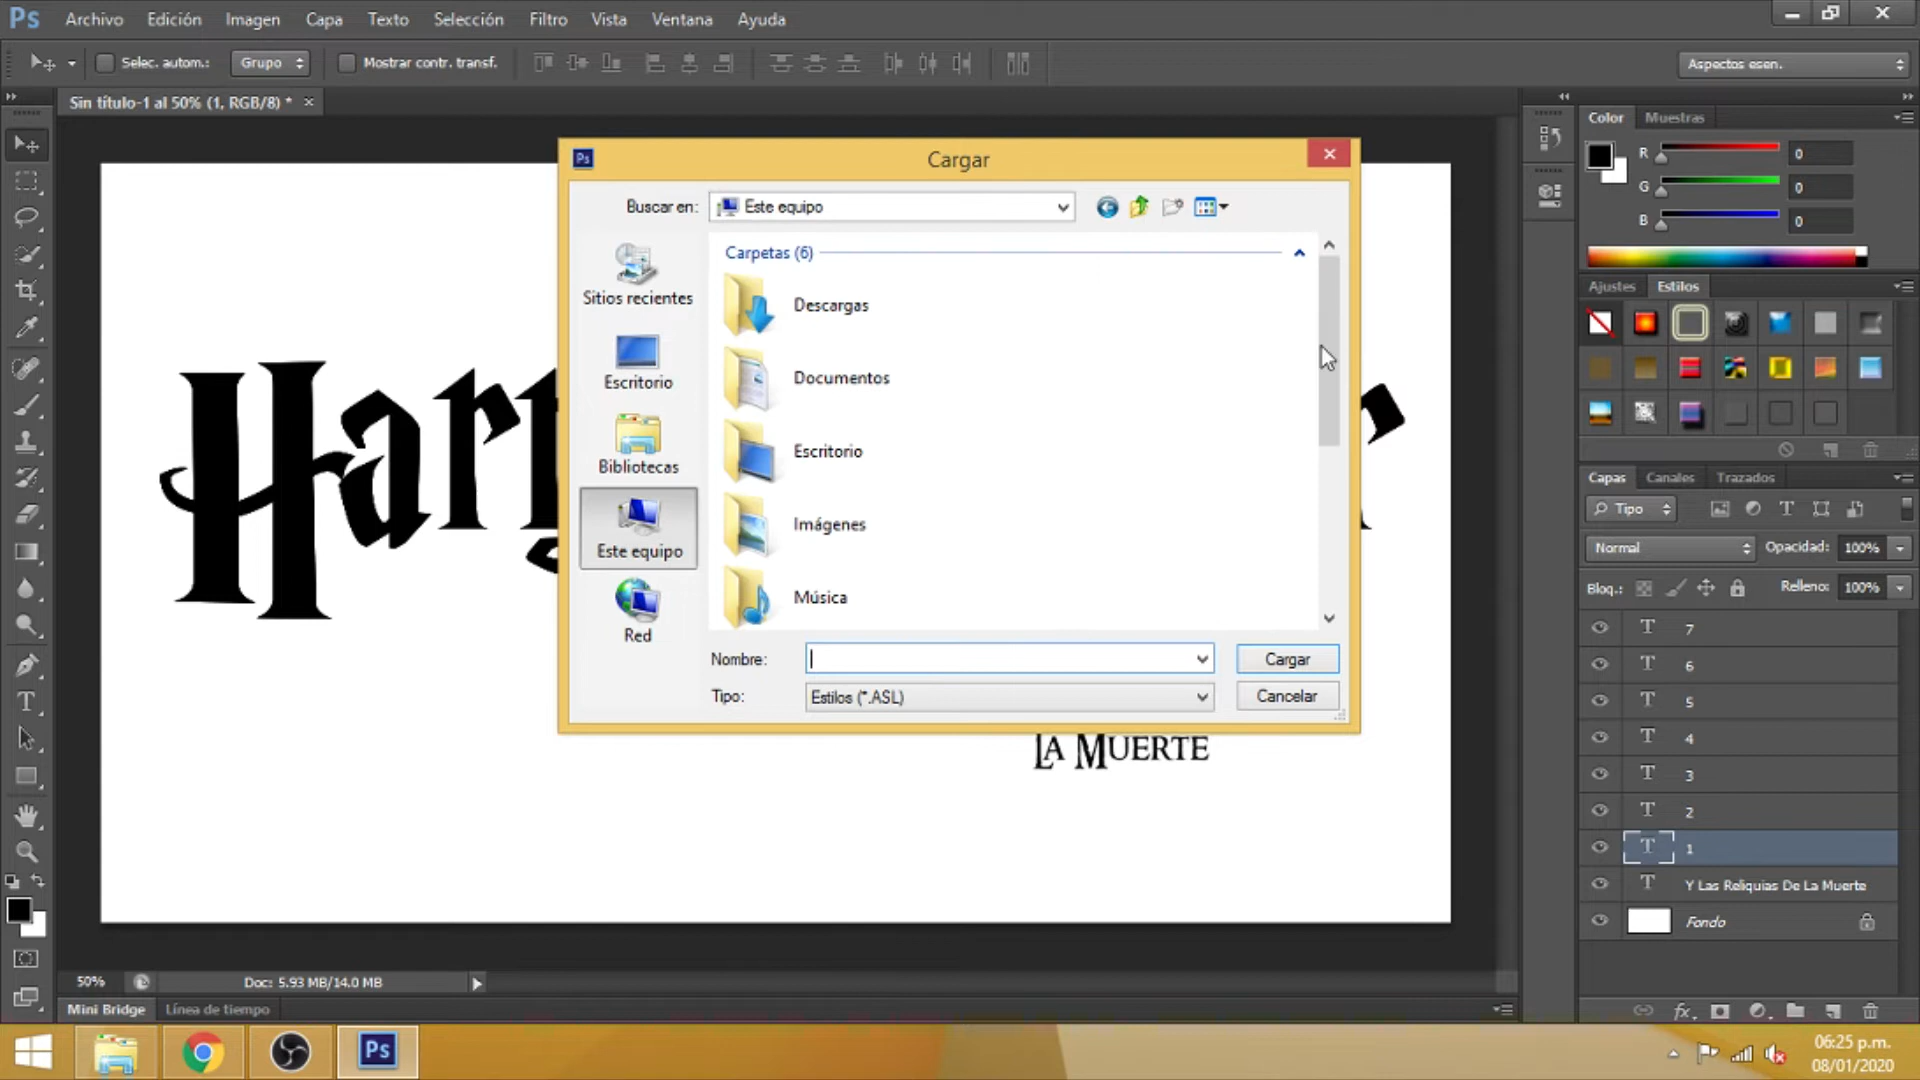 Ps Archivo Edición Imagen Capa Texto Selección Filtro Vista Ventana Ayuda
Selec. autom.: Grupo Mostrar contr. transf. Aspectos esen.
Sin título-1 al 50% (1, RGB/8) * ×
Color Muestras
R 0
G 0
B 0
Ajustes Estilos
Ps Cargar
Buscar en: Este equipo
Sitios recientes
Escritorio
Bibliotecas
Este equipo
Red
Carpetas (6)
Descargas
Documentos
Escritorio
Imágenes
Música
Nombre: Cargar
Tipo: Estilos (*.ASL) Cancelar
Harry
La Muerte
Capas Canales Trazados
Tipo
Normal Opacidad: 100%
Bloq.: Relleno: 100%
T 7
T 6
T 5
T 4
T 3
T 2
T 1
T Y Las Reliquias De La Muerte
Fondo
fx
50% Doc: 5.93 MB/14.0 MB
Mini Bridge Línea de tiempo
Ps
06:25 p.m.
08/01/2020